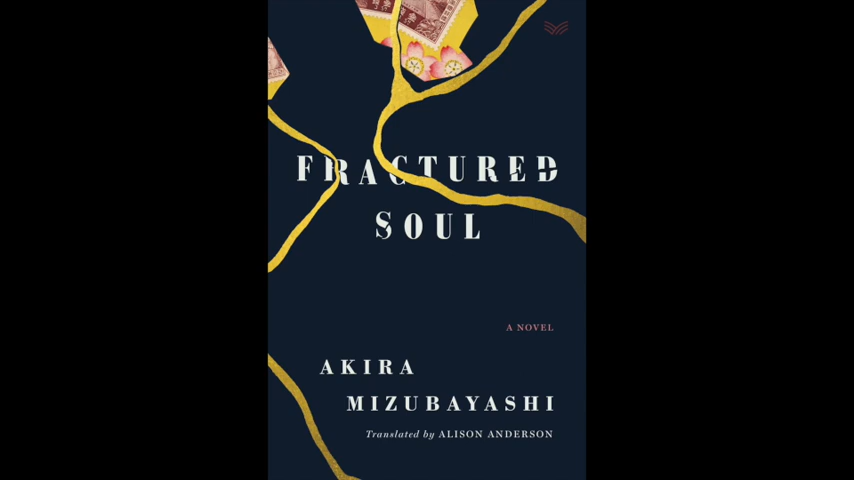 FRACTURED
SOUL
A NOVEL
AKIRA
MIZUBAYASHI
Translated by ALISON ANDERSON